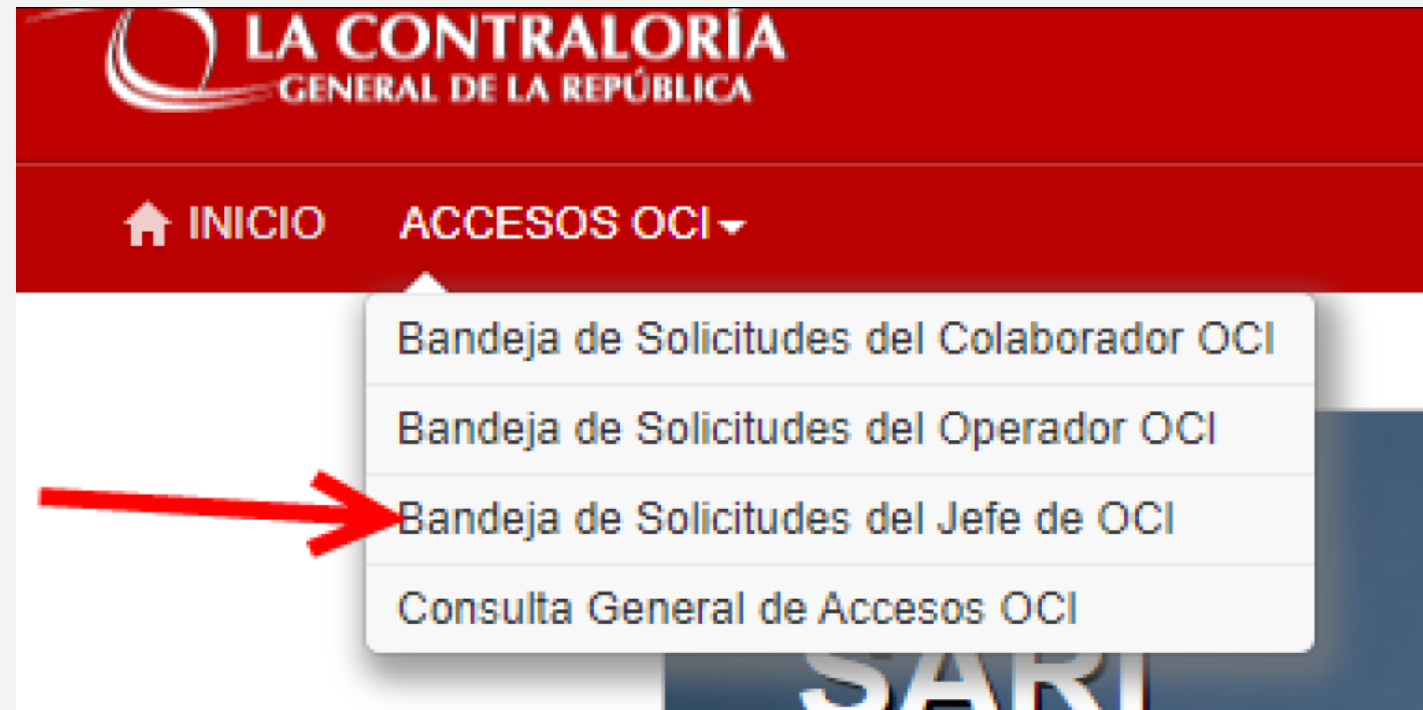 LA CONTRALORÍA
GENERAL DE LA REPÚBLICA
INICIO ACCESOS OCI
Bandeja de Solicitudes del Colaborador OCI
Bandeja de Solicitudes del Operador OCI
Bandeja de Solicitudes del Jefe de OCI
Consulta General de Accesos OCI
SARI